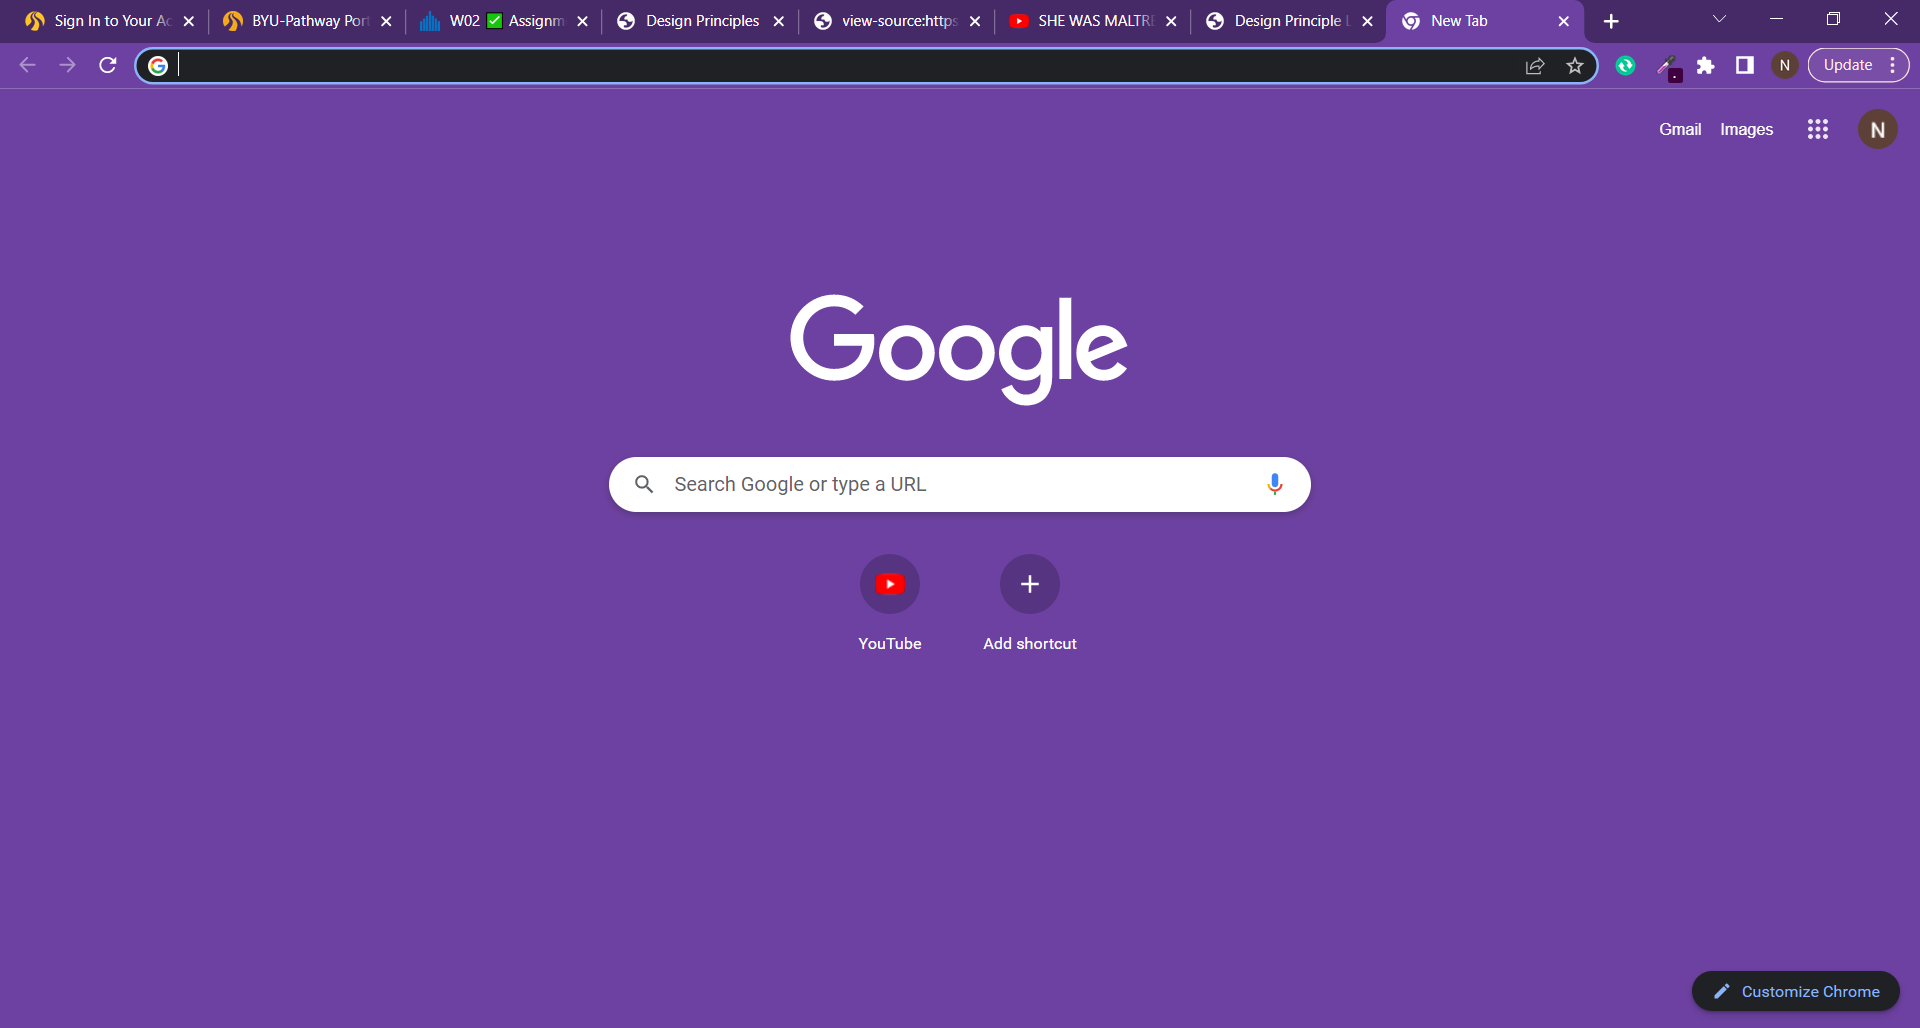 Sign In to Your Ac
BYU-Pathway Port
W02 ✅ Assignm
Design Principles
view-source:https
SHE WAS MALTRE
Design Principle L
New Tab
N
Update
Gmail
Images
N
Google
Search Google or type a URL
YouTube
Add shortcut
Customize Chrome